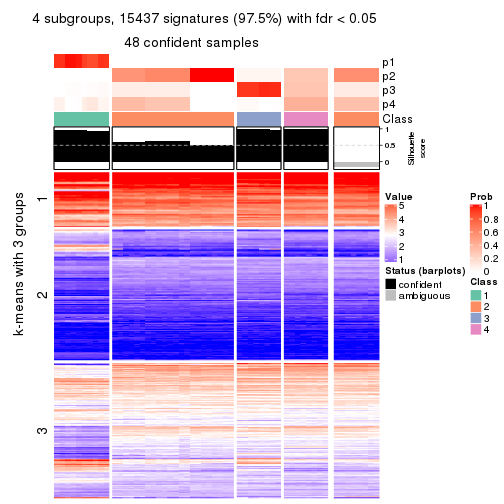 4 subgroups, 15437 signatures (97.5%) with fdr < 0.05
48 confident samples
p1
p2
p3
p4
Class
1
0.5
0
Silhouette
score
k-means with 3 groups
1
2
3
Value
5
4
3
2
1
Status (barplots)
confident
ambiguous
Prob
1
0.8
0.6
0.4
0.2
0
Class
1
2
3
4